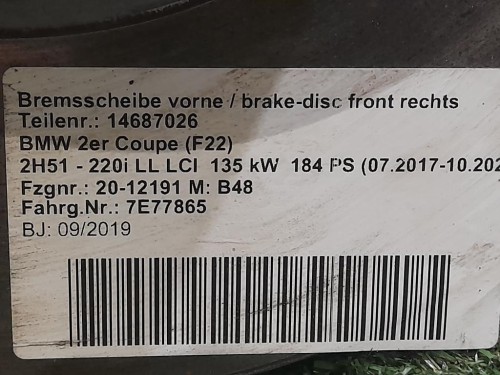 Bremsscheibe vorne / brake-disc front rechts
Teilenr.: 14687026
BMW 2er Coupe (F22)
2H51 - 220i LL LCI 135 kW 184 PS (07.2017-10.202
Fzgnr.: 20-12191 M: B48
Fahrg.Nr.: 7E77865
BJ: 09/2019